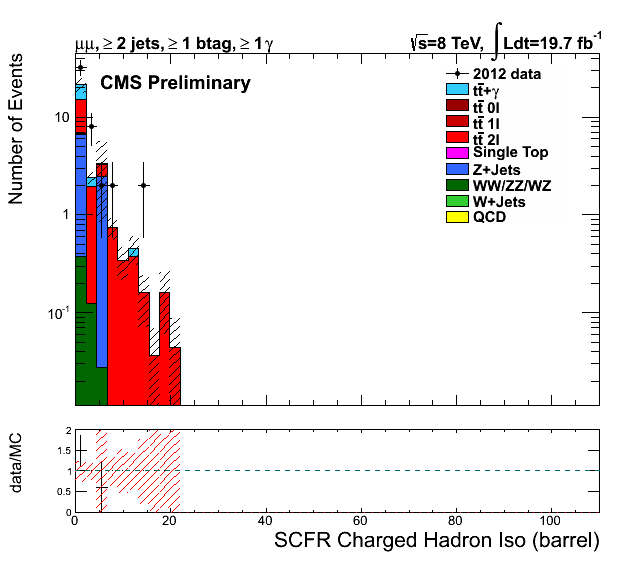 μμ, ≥ 2 jets, ≥ 1 btag, ≥ 1 γ
√s=8 TeV, ∫ Ldt=19.7 fb⁻¹
CMS Preliminary
2012 data
tt̄+γ
tt̄ 0l
tt̄ 1l
tt̄ 2l
Single Top
Z+Jets
WW/ZZ/WZ
W+Jets
QCD
Number of Events
10
1
10⁻¹
data/MC
2
1.5
1
0.5
0
0 20 40 60 80 100
SCFR Charged Hadron Iso (barrel)